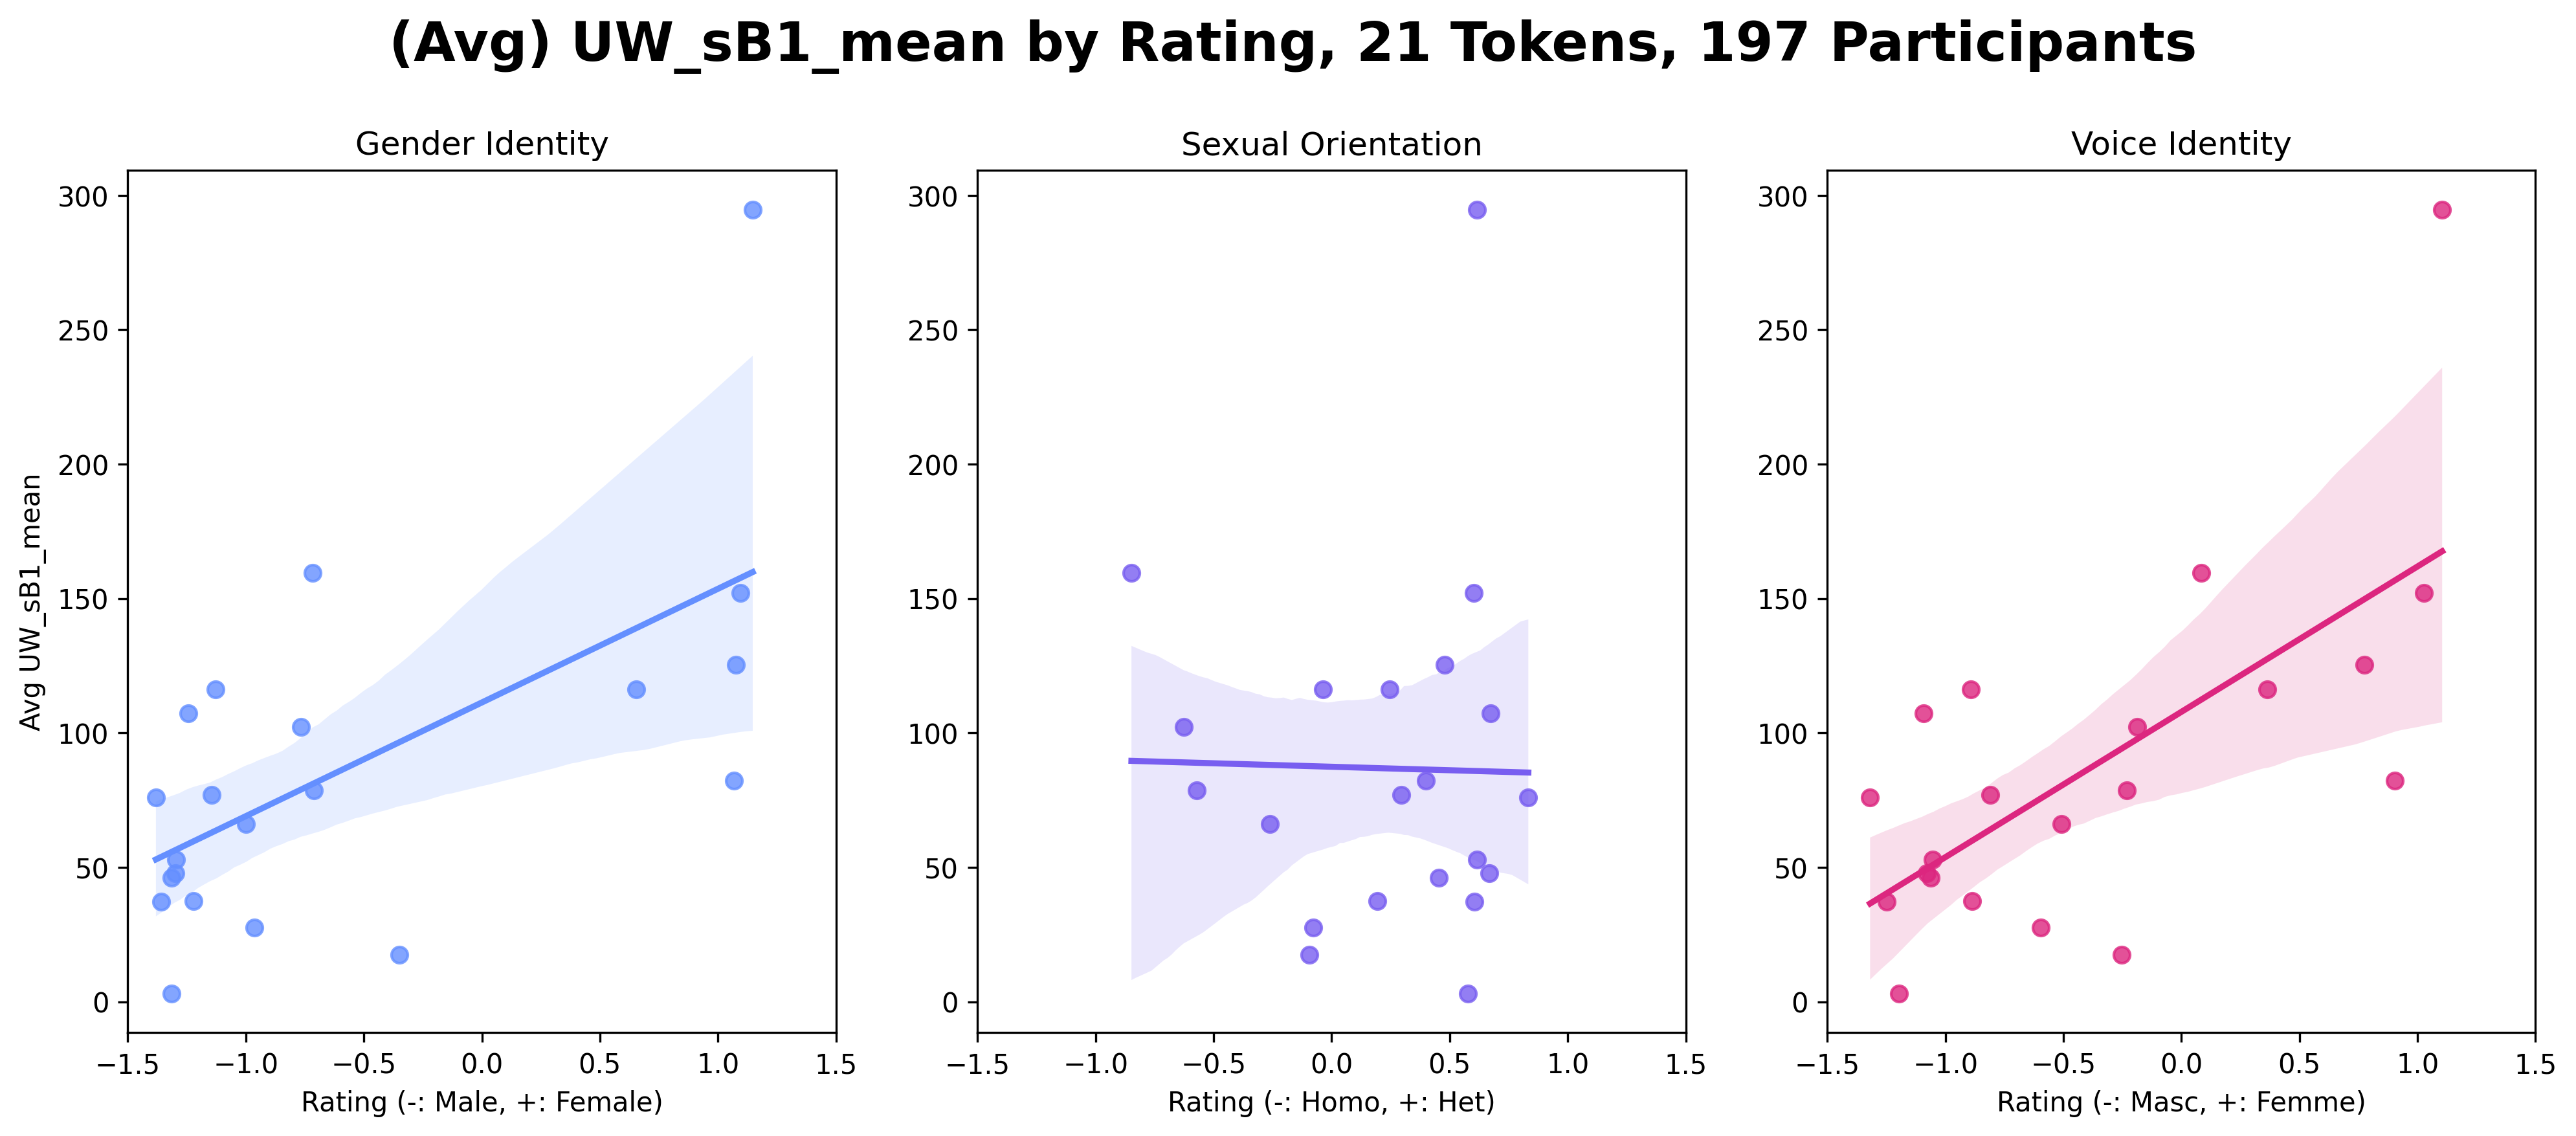 (Avg) UW_sB1_mean by Rating, 21 Tokens, 197 Participants
Gender Identity
300
250
200
150
100
50
0
Avg UW_sB1_mean
−1.5 −1.0 −0.5 0.0 0.5 1.0 1.5
Rating (-: Male, +: Female)
Sexual Orientation
300
250
200
150
100
50
0
−1.5 −1.0 −0.5 0.0 0.5 1.0 1.5
Rating (-: Homo, +: Het)
Voice Identity
300
250
200
150
100
50
0
−1.5 −1.0 −0.5 0.0 0.5 1.0 1.5
Rating (-: Masc, +: Femme)